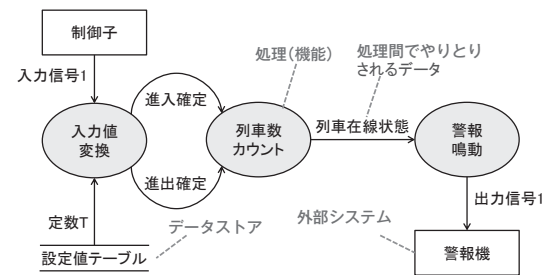 制御子
入力信号1
入力値
変換
進入確定
進出確定
定数T
設定値テーブル
データストア
処理(機能)
列車数
カウント
処理間でやりとり
されるデータ
列車在線状態
警報
鳴動
出力信号1
外部システム
警報機